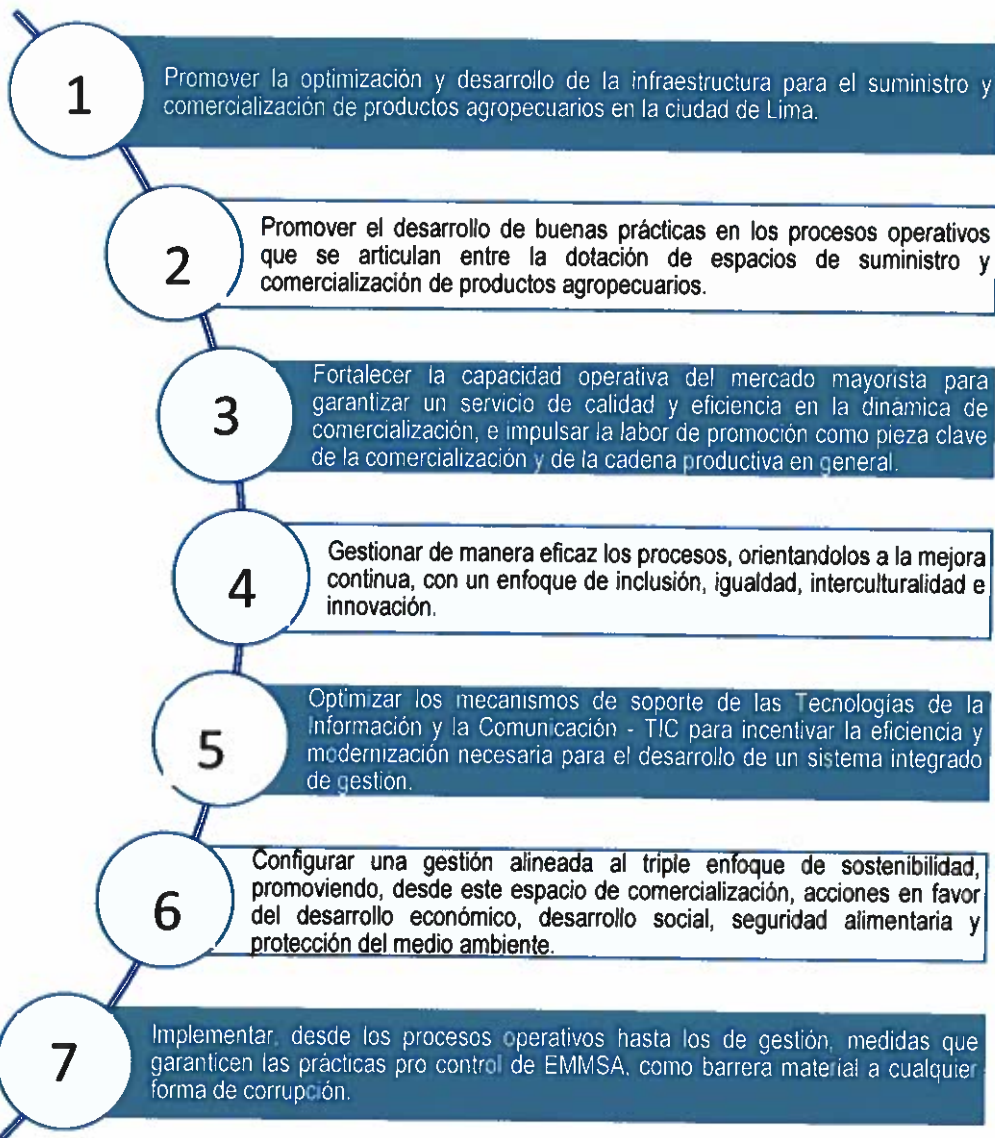 1
Promover la optimización y desarrollo de la infraestructura para el suministro y
comercialización de productos agropecuarios en la ciudad de Lima.
2
Promover el desarrollo de buenas prácticas en los procesos operativos
que se articulan entre la dotación de espacios de suministro y
comercialización de productos agropecuarios.
3
Fortalecer la capacidad operativa del mercado mayorista para
garantizar un servicio de calidad y eficiencia en la dinámica de
comercialización, e impulsar la labor de promoción como pieza clave
de la comercialización y de la cadena productiva en general.
4
Gestionar de manera eficaz los procesos, orientandolos a la mejora
continua, con un enfoque de inclusión, igualdad, interculturalidad e
innovación.
5
Optimizar los mecanismos de soporte de las Tecnologías de la
Información y la Comunicación - TIC para incentivar la eficiencia y
modernización necesaria para el desarrollo de un sistema integrado
de gestión.
6
Configurar una gestión alineada al triple enfoque de sostenibilidad,
promoviendo, desde este espacio de comercialización, acciones en favor
del desarrollo económico, desarrollo social, seguridad alimentaria y
protección del medio ambiente.
7
Implementar, desde los procesos operativos hasta los de gestión, medidas que
garanticen las prácticas pro control de EMMSA, como barrera material a cualquier
forma de corrupción.